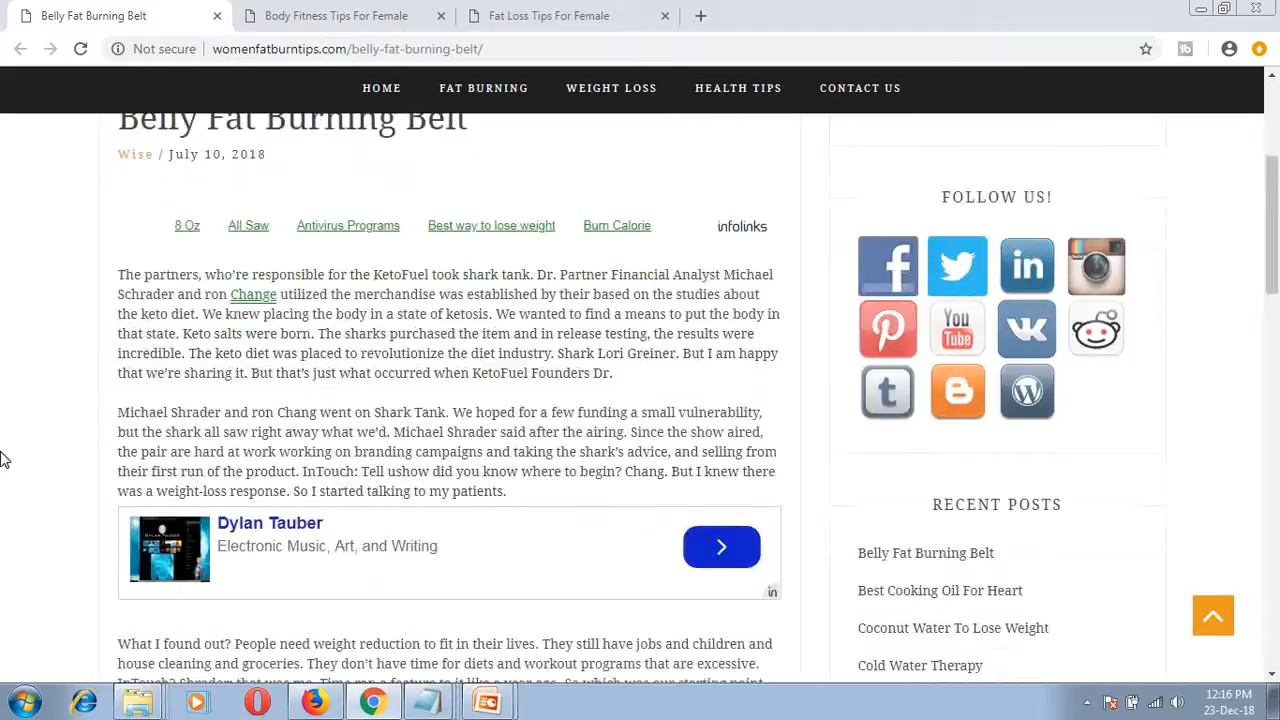 Belly Fat Burning Belt
Body Fitness Tips For Female
Fat Loss Tips For Female
Not secure
womenfatburntips.com/belly-fat-burning-belt/
HOME FAT BURNING WEIGHT LOSS HEALTH TIPS CONTACT US
Belly Fat Burning Belt
Wise / July 10, 2018
8 Oz All Saw Antivirus Programs Best way to lose weight Burn Calorie infolinks
The partners, who're responsible for the KetoFuel took shark tank. Dr. Partner Financial Analyst Michael
Schrader and ron Change utilized the merchandise was established by their based on the studies about
the keto diet. We knew placing the body in a state of ketosis. We wanted to find a means to put the body in
that state. Keto salts were born. The sharks purchased the item and in release testing, the results were
incredible. The keto diet was placed to revolutionize the diet industry. Shark Lori Greiner. But I am happy
that we're sharing it. But that's just what occurred when KetoFuel Founders Dr.
Michael Shrader and ron Chang went on Shark Tank. We hoped for a few funding a small vulnerability,
but the shark all saw right away what we'd. Michael Shrader said after the airing. Since the show aired,
the pair are hard at work working on branding campaigns and taking the shark's advice, and selling from
their first run of the product. InTouch: Tell ushow did you know where to begin? Chang. But I knew there
was a weight-loss response. So I started talking to my patients.
Dylan Tauber
Electronic Music, Art, and Writing
in
What I found out? People need weight reduction to fit in their lives. They still have jobs and children and
house cleaning and groceries. They don't have time for diets and workout programs that are excessive.
FOLLOW US!
f
in
You
Tube
t
RECENT POSTS
Belly Fat Burning Belt
Best Cooking Oil For Heart
Coconut Water To Lose Weight
Cold Water Therapy
12:16 PM
23-Dec-18